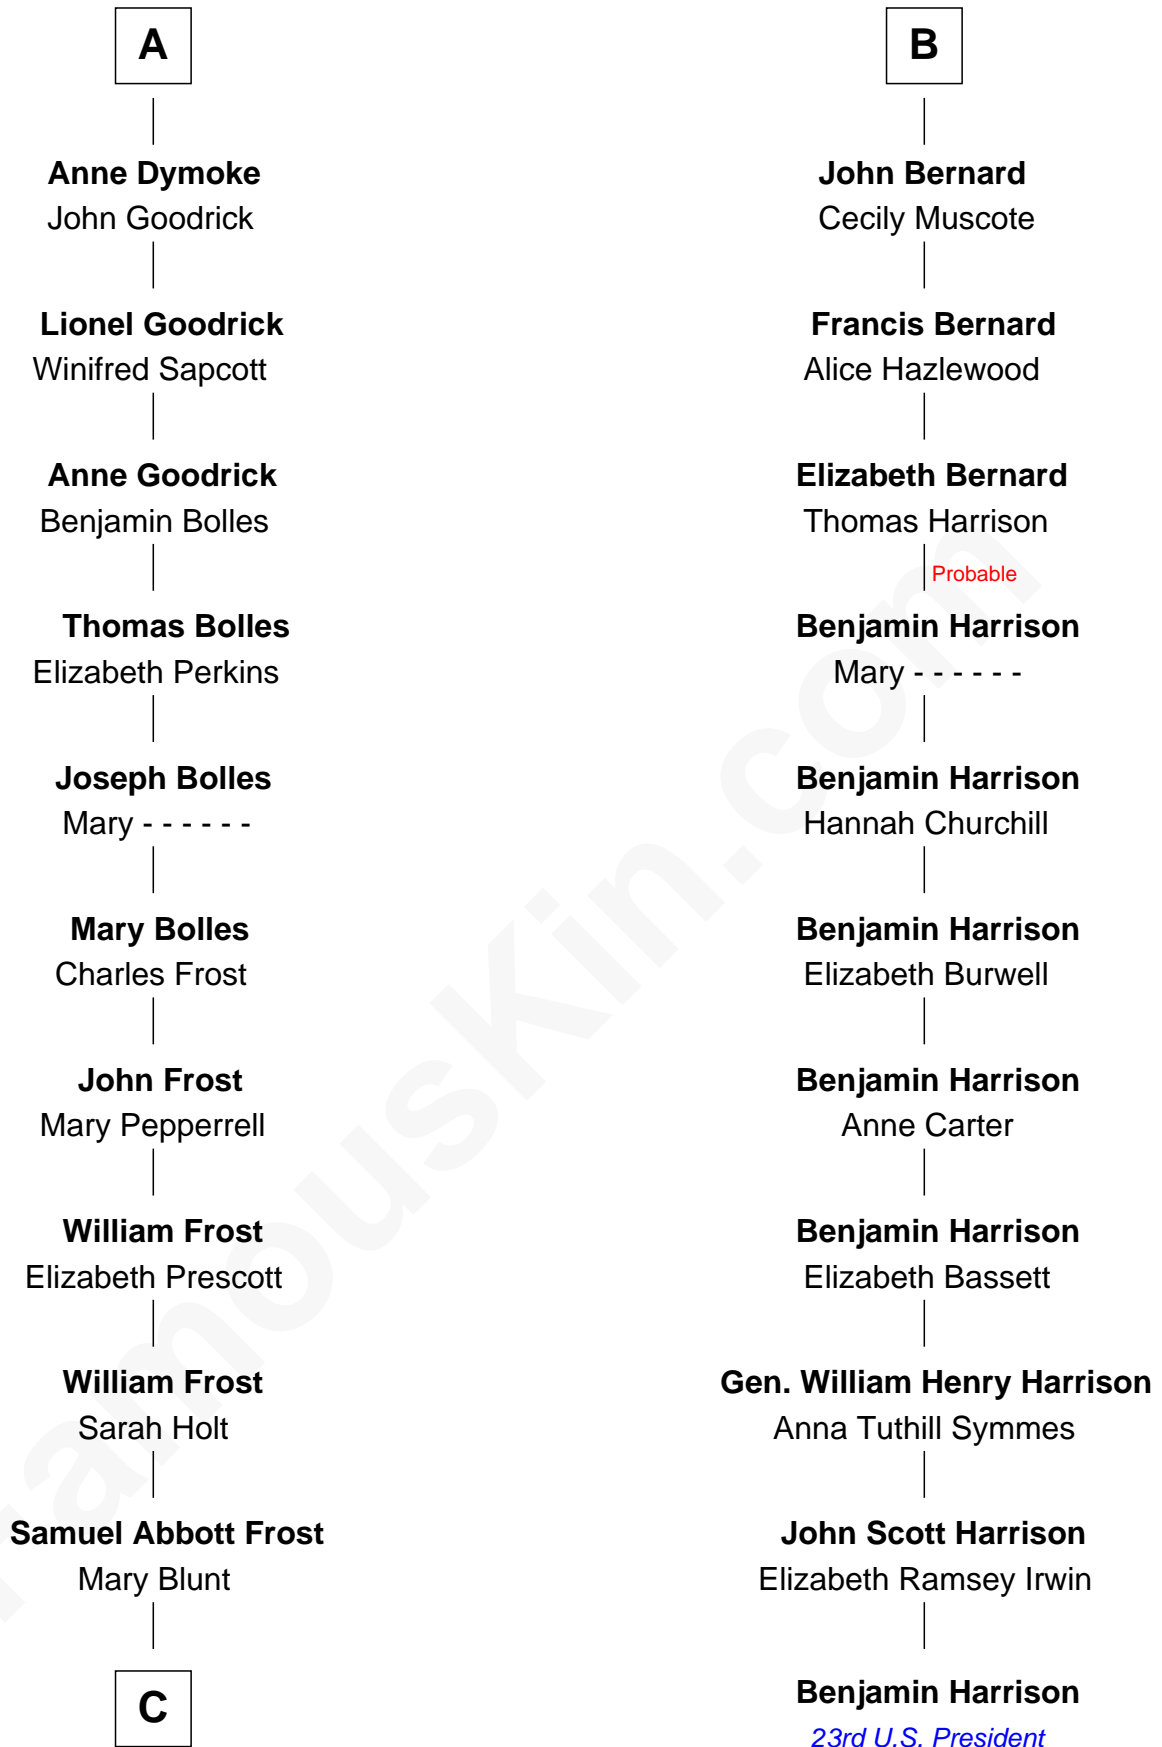 A
Anne Dymoke
John Goodrick
Lionel Goodrick
Winifred Sapcott
Anne Goodrick
Benjamin Bolles
Thomas Bolles
Elizabeth Perkins
Joseph Bolles
Mary - - - - - -
Mary Bolles
Charles Frost
John Frost
Mary Pepperrell
William Frost
Elizabeth Prescott
William Frost
Sarah Holt
Samuel Abbott Frost
Mary Blunt
C
B
John Bernard
Cecily Muscote
Francis Bernard
Alice Hazlewood
Elizabeth Bernard
Thomas Harrison
Probable
Benjamin Harrison
Mary - - - - - -
Benjamin Harrison
Hannah Churchill
Benjamin Harrison
Elizabeth Burwell
Benjamin Harrison
Anne Carter
Benjamin Harrison
Elizabeth Bassett
Gen. William Henry Harrison
Anna Tuthill Symmes
John Scott Harrison
Elizabeth Ramsey Irwin
Benjamin Harrison
23rd U.S. President
FamousKin.com